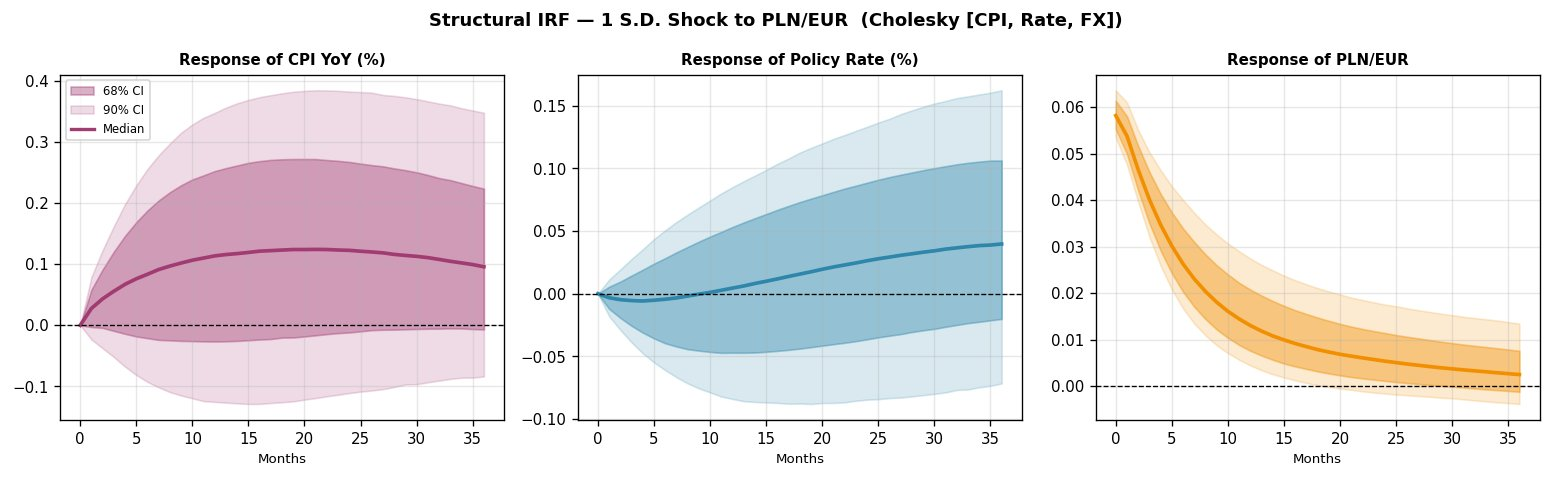 Structural IRF — 1 S.D. Shock to PLN/EUR  (Cholesky [CPI, Rate, FX])
Response of CPI YoY (%)
68% CI
90% CI
Median
0.4
0.3
0.2
0.1
0.0
−0.1
0 5 10 15 20 25 30 35
Months
Response of Policy Rate (%)
0.15
0.10
0.05
0.00
−0.05
−0.10
0 5 10 15 20 25 30 35
Months
Response of PLN/EUR
0.06
0.05
0.04
0.03
0.02
0.01
0.00
0 5 10 15 20 25 30 35
Months